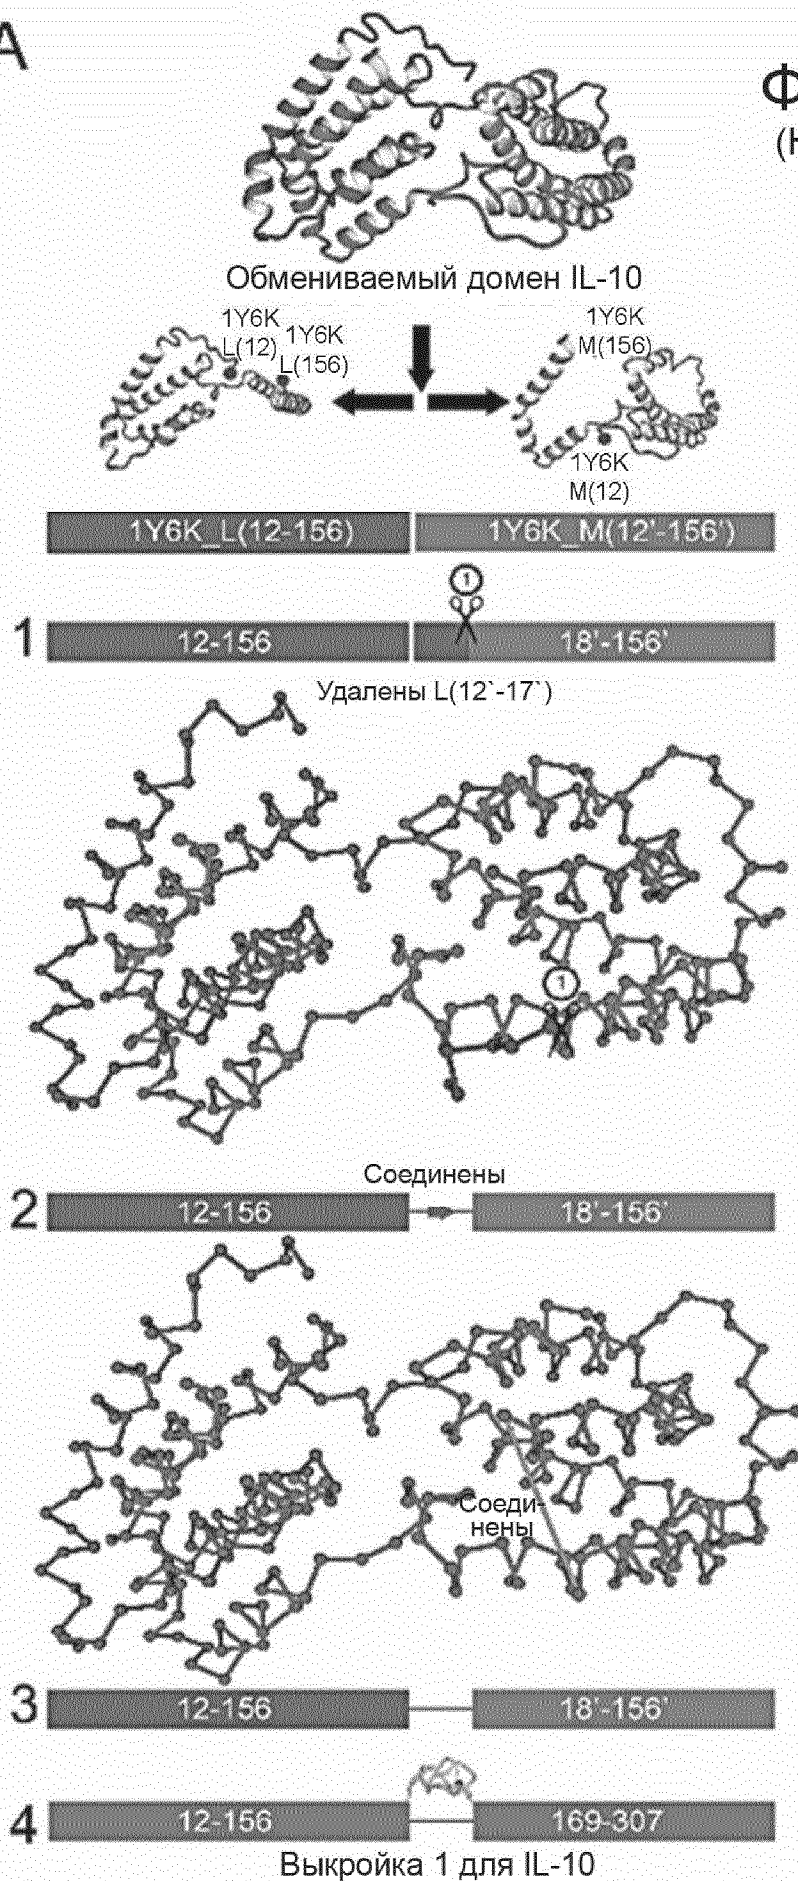 А
Ф
(Н
Обмениваемый домен IL-10
1Y6K
L(12)
1Y6K
L(156)
1Y6K
M(156)
1Y6K
M(12)
1Y6K_L(12-156) 1Y6K_M(12'-156')
1
1 12-156 18'-156'
Удалены L(12`-17`)
1
Соединены
2 12-156 18'-156'
Соеди-
нены
3 12-156 18'-156'
4 12-156 169-307
Выкройка 1 для IL-10